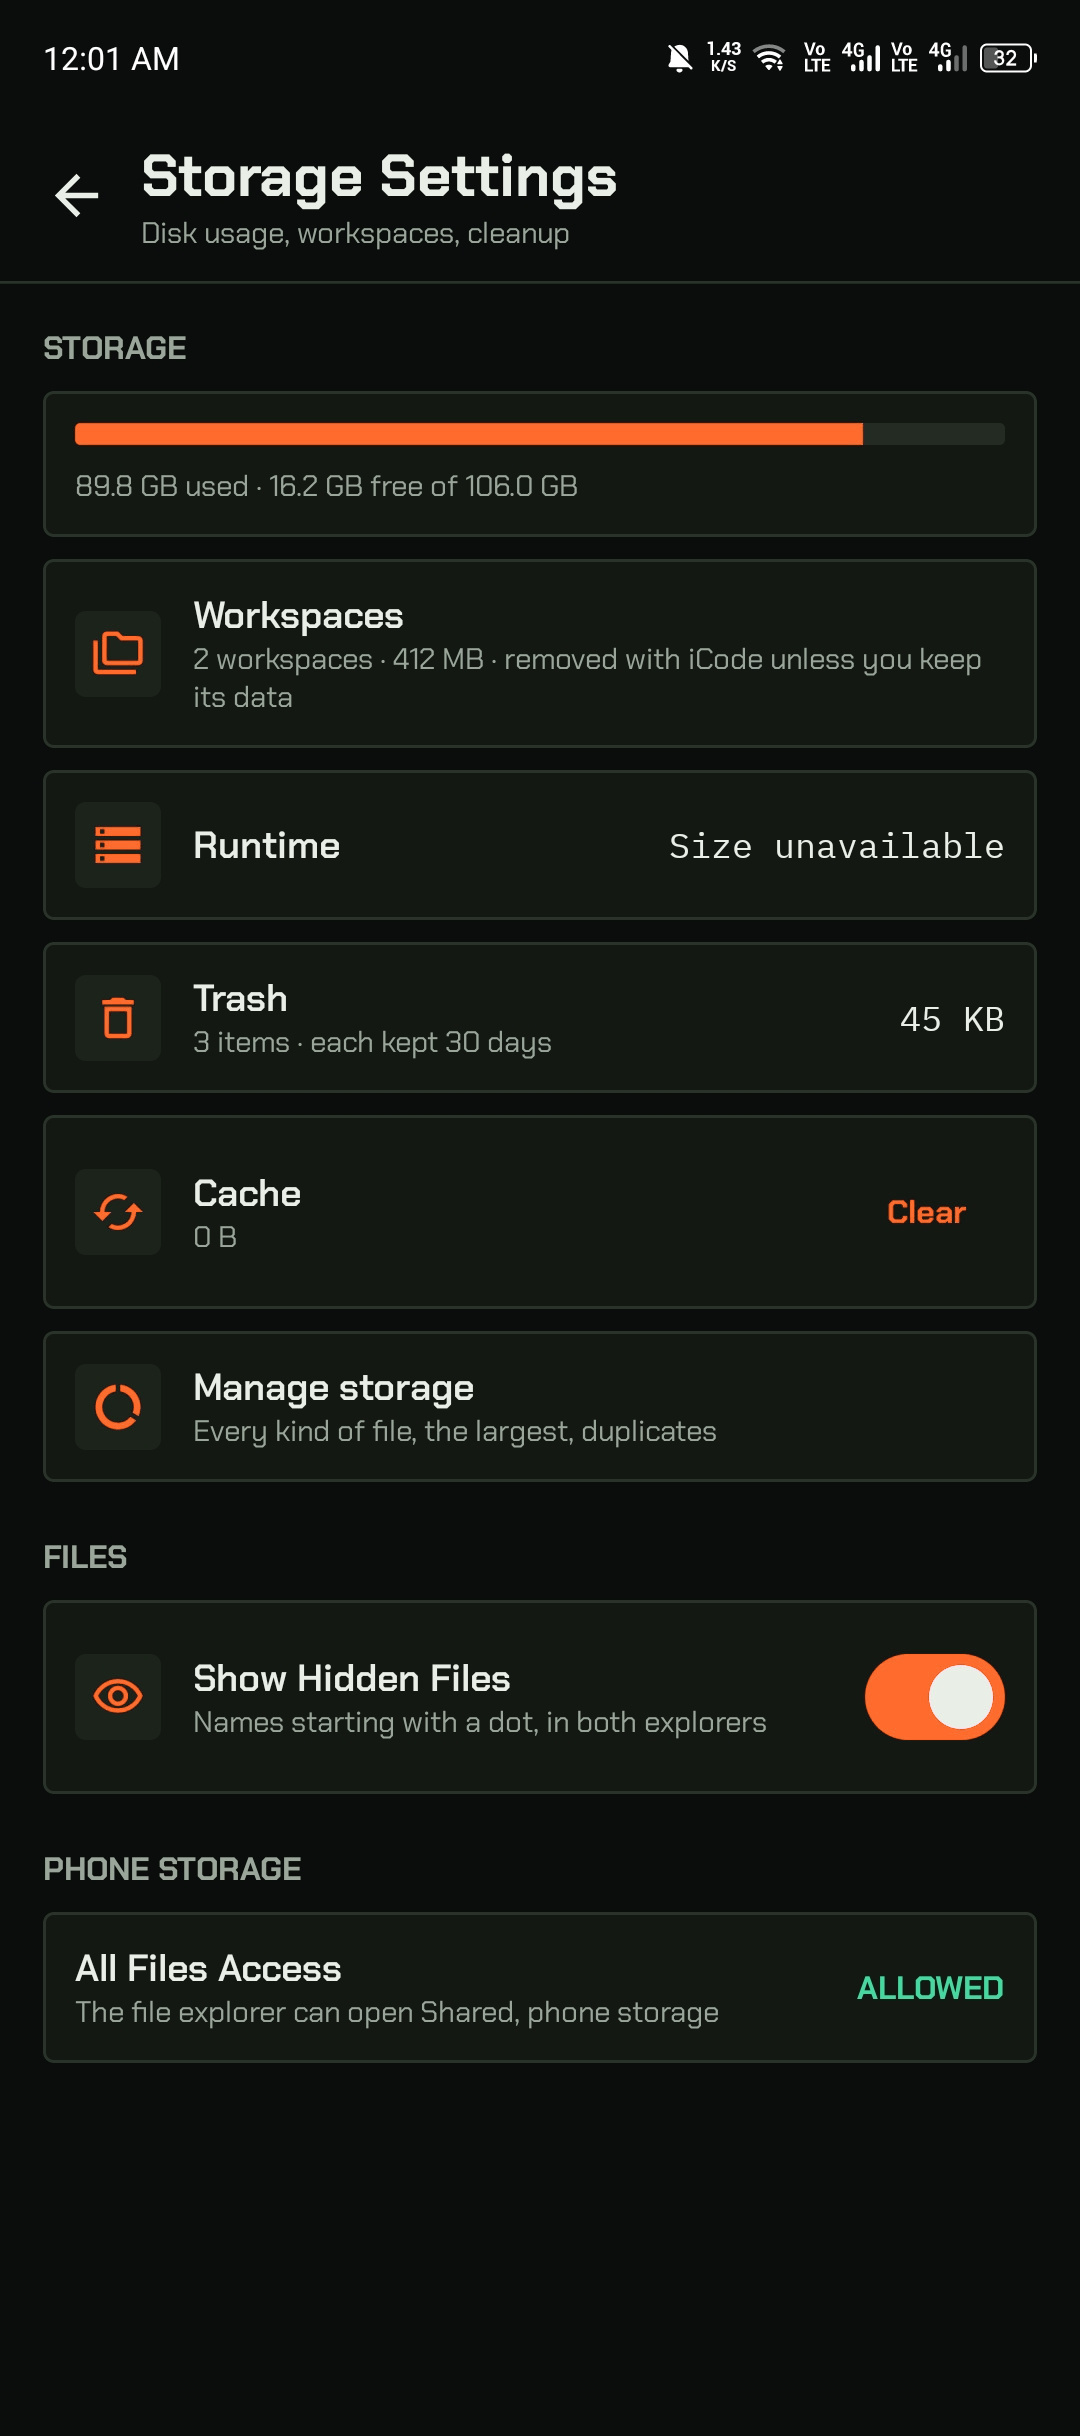 12:01 AM
1.43 K/S
Vo LTE
4G
Vo LTE
4G
32
Storage Settings
Disk usage, workspaces, cleanup
STORAGE
89.8 GB used · 16.2 GB free of 106.0 GB
Workspaces
2 workspaces · 412 MB · removed with iCode unless you keep
its data
Runtime
Size unavailable
Trash
3 items · each kept 30 days
45 KB
Cache
0 B
Clear
Manage storage
Every kind of file, the largest, duplicates
FILES
Show Hidden Files
Names starting with a dot, in both explorers
PHONE STORAGE
All Files Access
The file explorer can open Shared, phone storage
ALLOWED